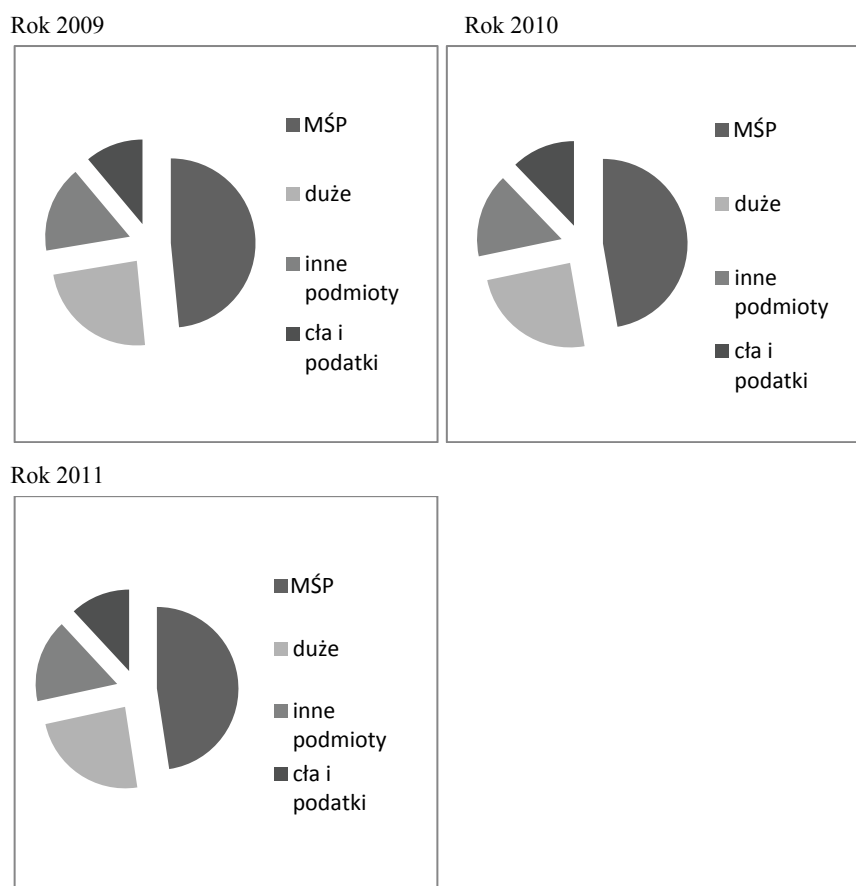 Rok 2009
MŚP
duże
inne
podmioty
cła i
podatki
Rok 2010
MŚP
duże
inne
podmioty
cła i
podatki
Rok 2011
MŚP
duże
inne
podmioty
cła i
podatki